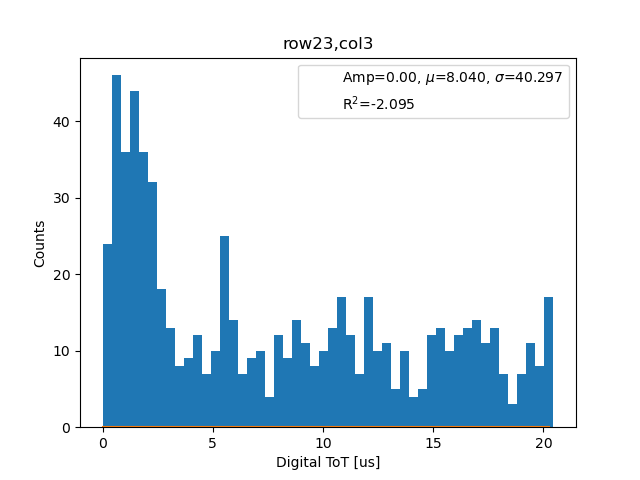 row23,col3
Amp=0.00, μ=8.040, σ=40.297
R²=-2.095
Counts
40
30
20
10
0
0 5 10 15 20
Digital ToT [us]